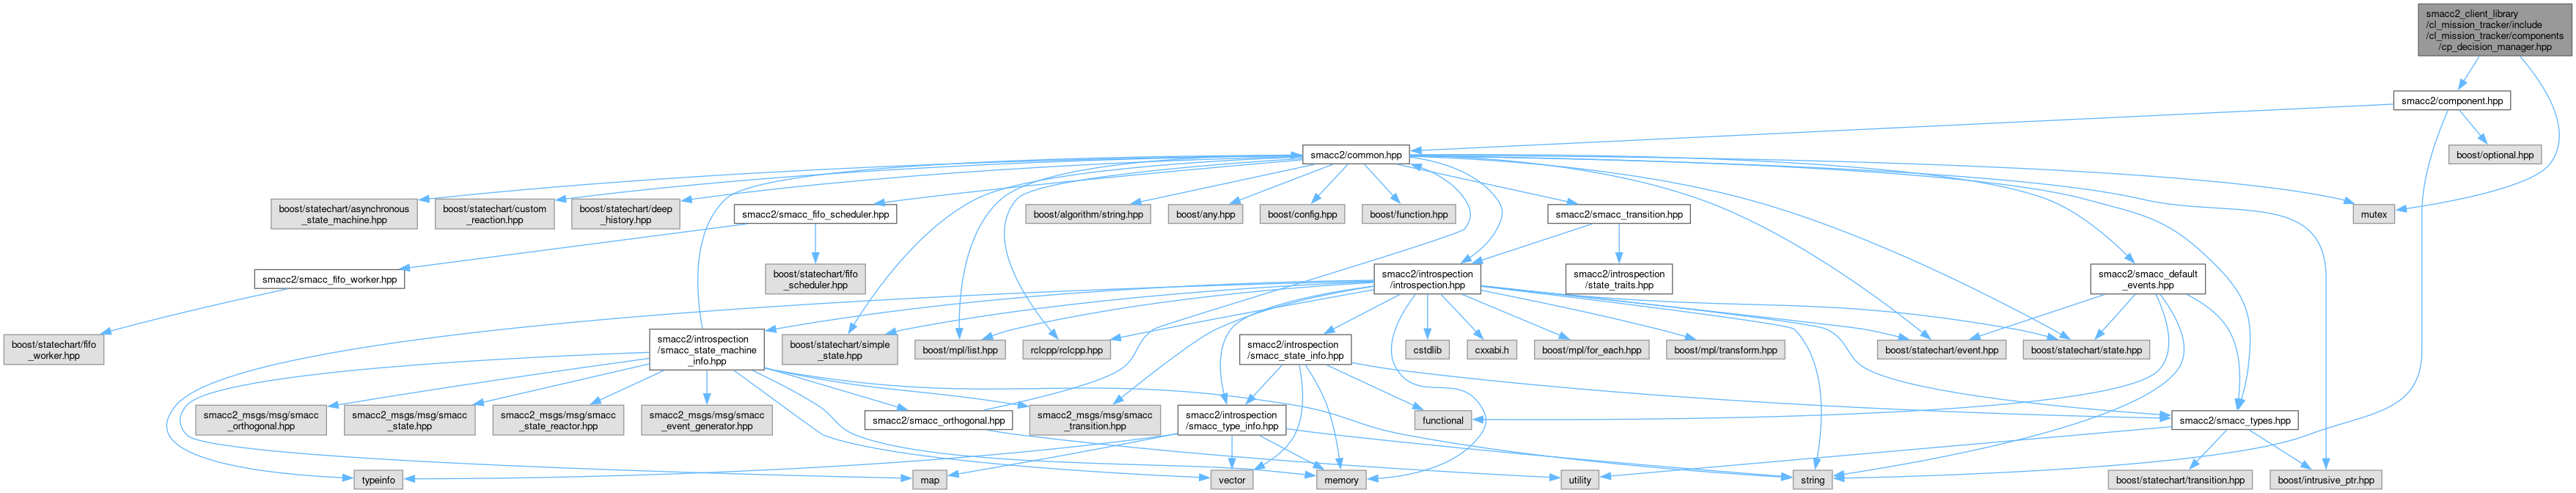 smacc2_client_library
/cl_mission_tracker/include
/cl_mission_tracker/components
/cp_decision_manager.hpp
smacc2/component.hpp
smacc2/common.hpp
boost/optional.hpp
boost/statechart/asynchronous
_state_machine.hpp
boost/statechart/custom
_reaction.hpp
boost/statechart/deep
_history.hpp
smacc2/smacc_fifo_scheduler.hpp
boost/algorithm/string.hpp
boost/any.hpp
boost/config.hpp
boost/function.hpp
smacc2/smacc_transition.hpp
mutex
smacc2/smacc_fifo_worker.hpp
boost/statechart/fifo
_scheduler.hpp
smacc2/introspection
/introspection.hpp
smacc2/introspection
/state_traits.hpp
smacc2/smacc_default
_events.hpp
boost/statechart/fifo
_worker.hpp
smacc2/introspection
/smacc_state_machine
_info.hpp
boost/statechart/simple
_state.hpp
boost/mpl/list.hpp
rclcpp/rclcpp.hpp
smacc2/introspection
/smacc_state_info.hpp
cstdlib
cxxabi.h
boost/mpl/for_each.hpp
boost/mpl/transform.hpp
boost/statechart/event.hpp
boost/statechart/state.hpp
smacc2_msgs/msg/smacc
_orthogonal.hpp
smacc2_msgs/msg/smacc
_state.hpp
smacc2_msgs/msg/smacc
_state_reactor.hpp
smacc2_msgs/msg/smacc
_event_generator.hpp
smacc2/smacc_orthogonal.hpp
smacc2_msgs/msg/smacc
_transition.hpp
smacc2/introspection
/smacc_type_info.hpp
functional
smacc2/smacc_types.hpp
typeinfo
map
vector
memory
utility
string
boost/statechart/transition.hpp
boost/intrusive_ptr.hpp